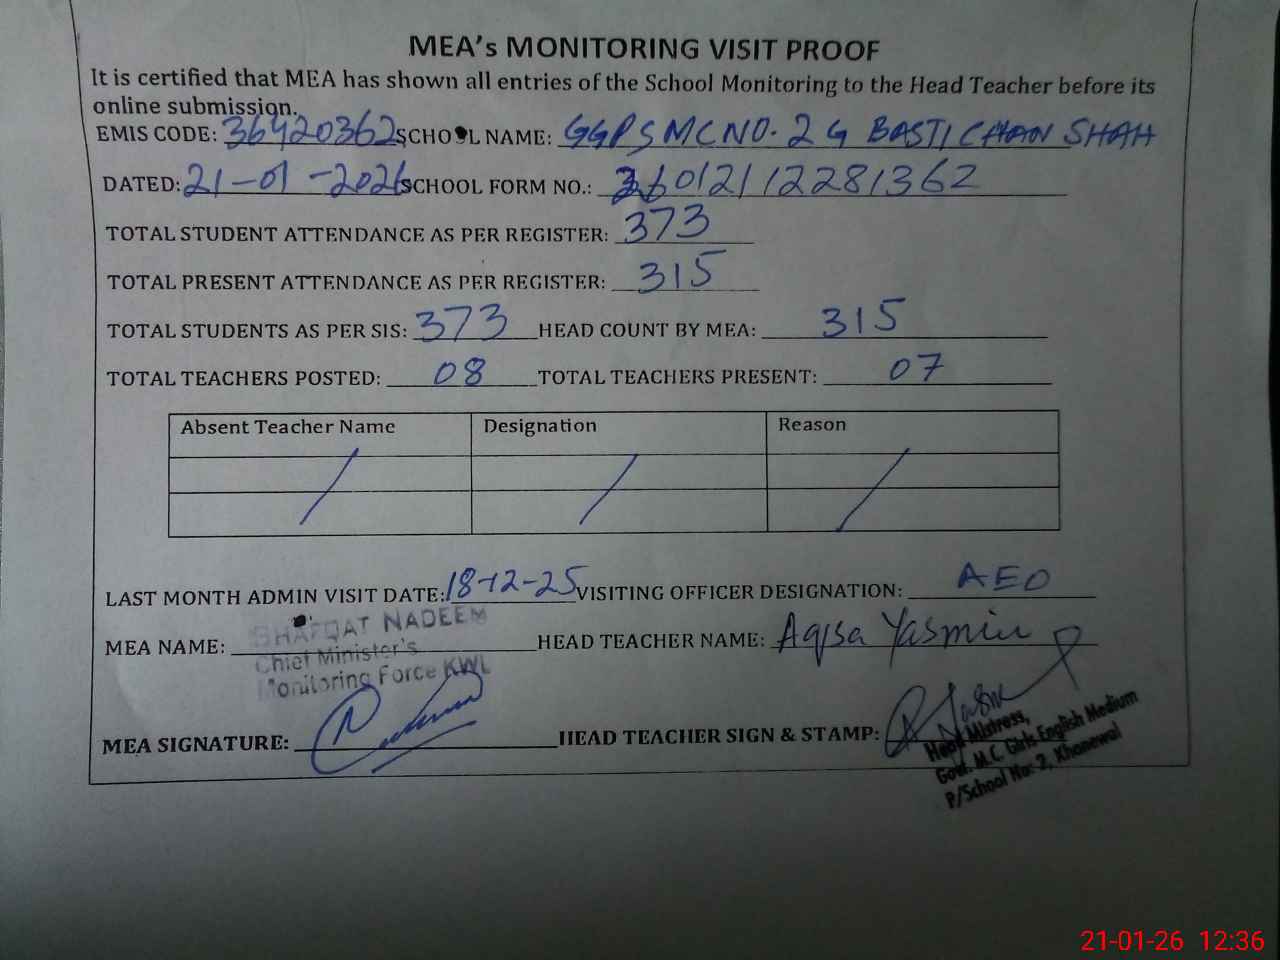 MEA's MONITORING VISIT PROOF
It is certified that MEA has shown all entries of the School Monitoring to the Head Teacher before its
online submission.
EMIS CODE: 36420362 SCHOOL NAME: GGPS MC NO. 2 G BASTI CHAN SHAH
DATED: 21-01-2026 SCHOOL FORM NO.: 26012112281362
TOTAL STUDENT ATTENDANCE AS PER REGISTER: 373
TOTAL PRESENT ATTENDANCE AS PER REGISTER: 315
TOTAL STUDENTS AS PER SIS: 373 HEAD COUNT BY MEA: 315
TOTAL TEACHERS POSTED: 08 TOTAL TEACHERS PRESENT: 07
Absent Teacher Name Designation Reason
LAST MONTH ADMIN VISIT DATE: 18-12-25 VISITING OFFICER DESIGNATION: AEO
MEA NAME: SHAFQAT NADEEM
Chief Minister's
Monitoring Force KWL
HEAD TEACHER NAME: Aqsa Yasmin
MEA SIGNATURE: HEAD TEACHER SIGN & STAMP:
Head Mistress,
Govt. M.C. Girls English Medium
P/School No: 2, Khanewal
21-01-26 12:36